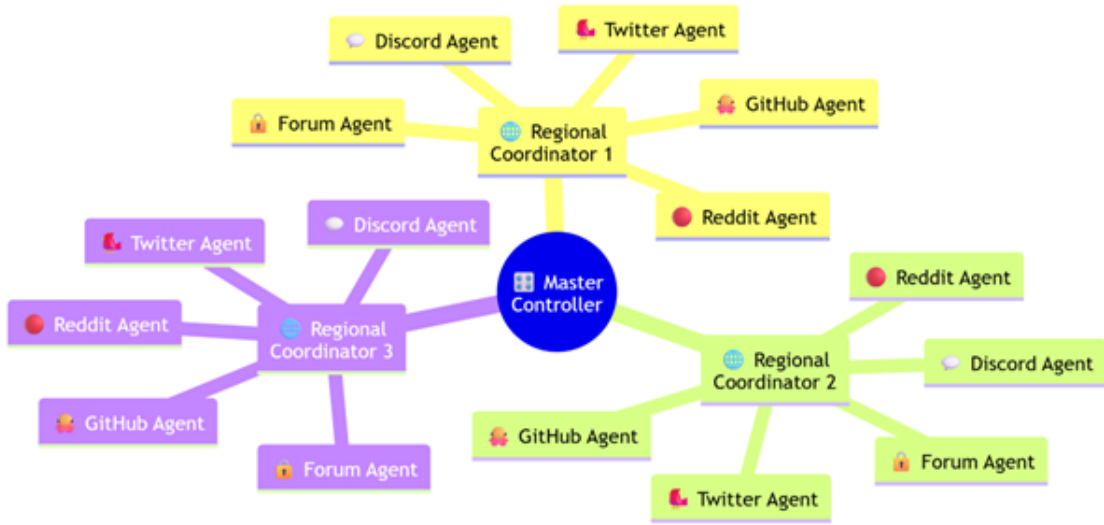 Discord Agent
Twitter Agent
GitHub Agent
Forum Agent
Regional
Coordinator 1
Reddit Agent
Discord Agent
Twitter Agent
Master
Controller
Reddit Agent
Reddit Agent
Regional
Coordinator 3
Regional
Coordinator 2
Discord Agent
GitHub Agent
GitHub Agent
Forum Agent
Forum Agent
Twitter Agent